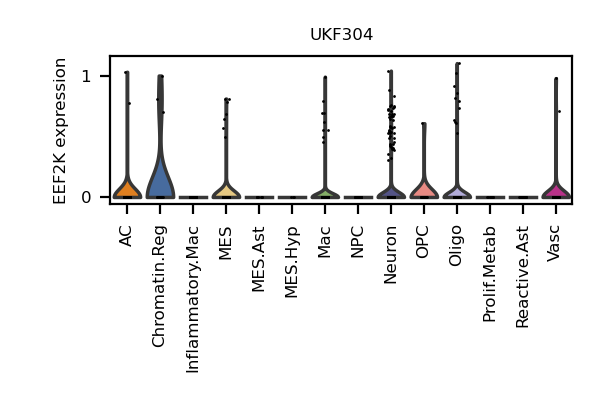 UKF304
EEF2K expression
1
0
AC
Chromatin.Reg
Inflammatory.Mac
MES
MES.Ast
MES.Hyp
Mac
NPC
Neuron
OPC
Oligo
Prolif.Metab
Reactive.Ast
Vasc